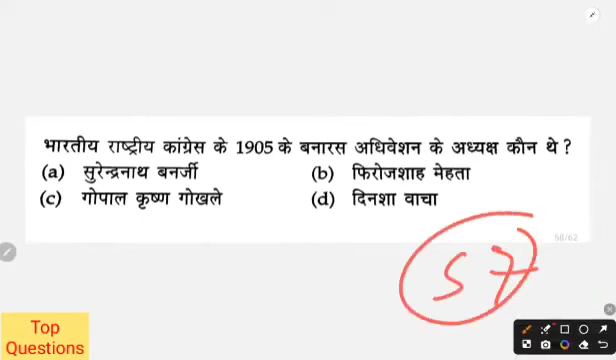 भारतीय राष्ट्रीय कांग्रेस के 1905 के बनारस अधिवेशन के अध्यक्ष कौन थे ?
(a) सुरेन्द्रनाथ बनर्जी (b) फिरोजशाह मेहता
(c) गोपाल कृष्ण गोखले (d) दिनशा वाचा
58/62
57
Top
Questions